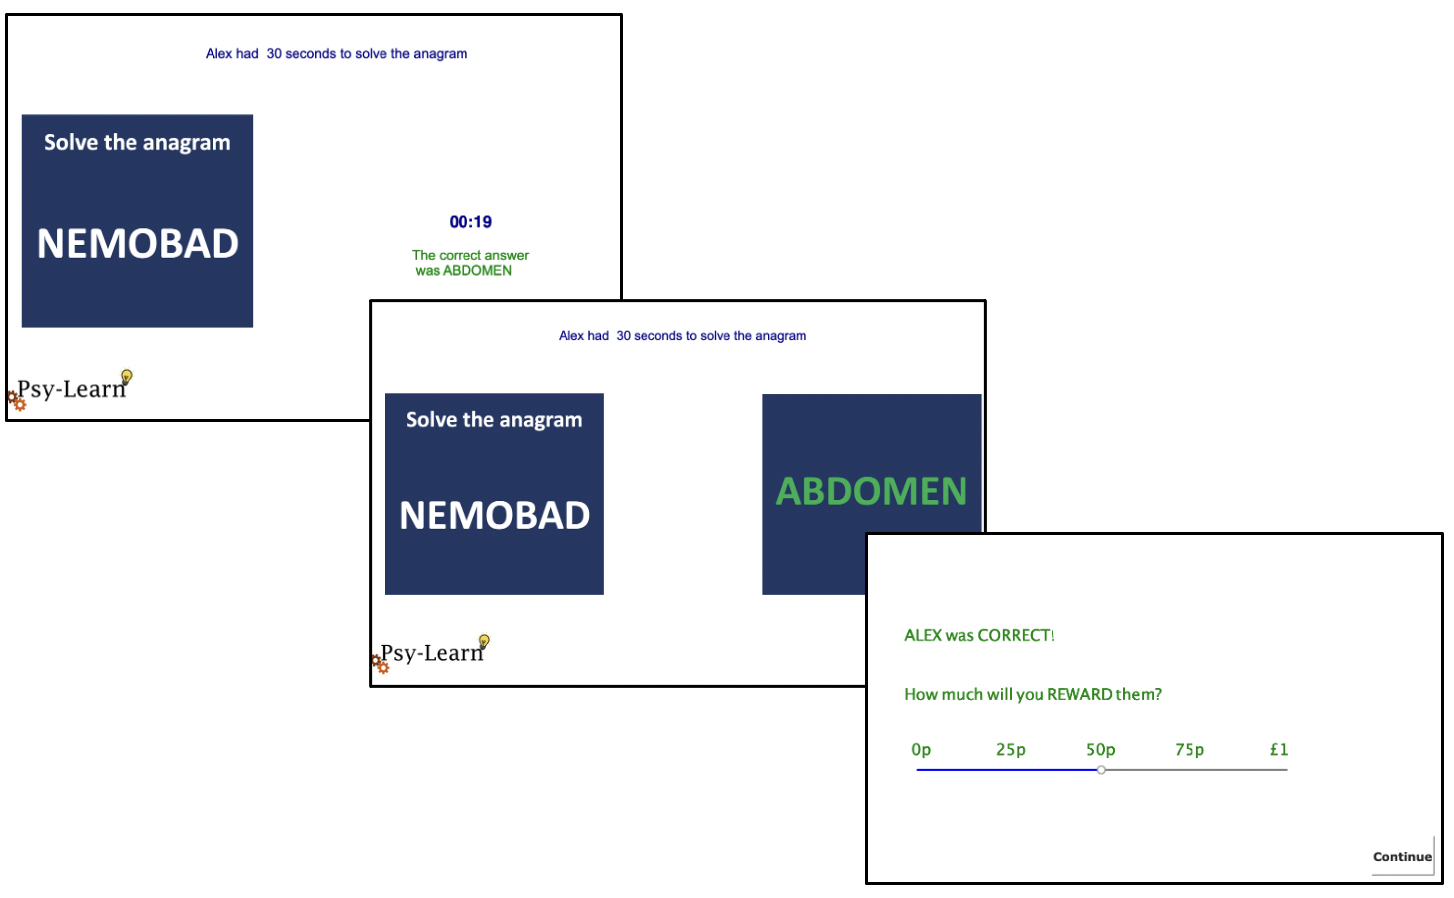 Alex had  30 seconds to solve the anagram
Solve the anagram
NEMOBAD
00:19
The correct answer
was ABDOMEN
Psy-Learn
Alex had  30 seconds to solve the anagram
Solve the anagram
NEMOBAD
ABDOMEN
Psy-Learn
ALEX was CORRECT!
How much will you REWARD them?
0p 25p 50p 75p £1
Continue